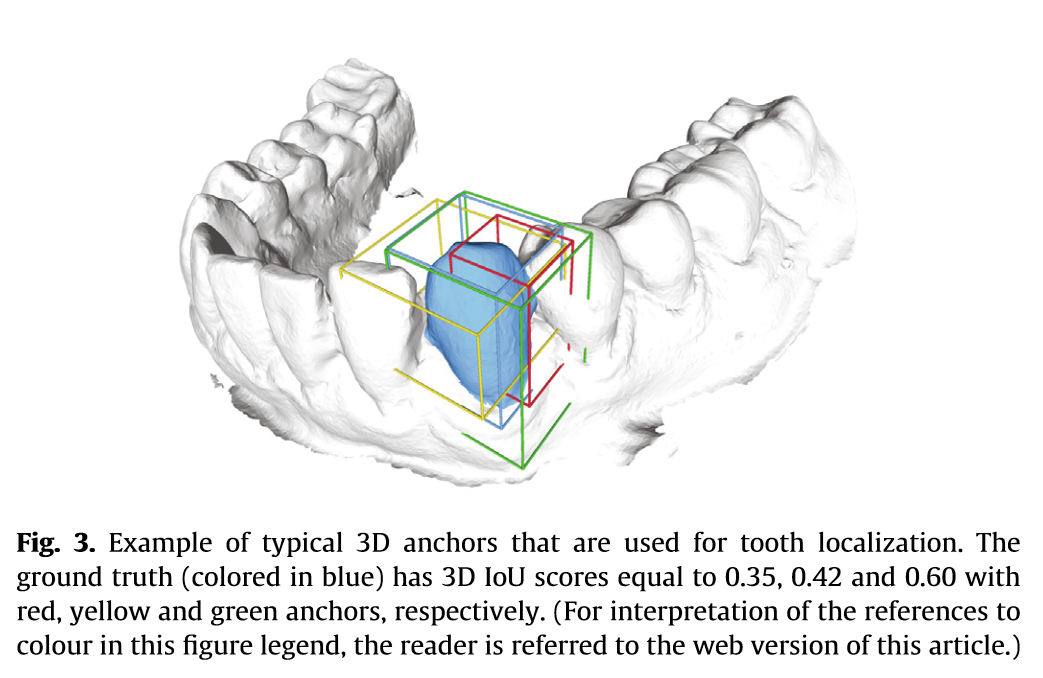 Fig. 3. Example of typical 3D anchors that are used for tooth localization. The
ground truth (colored in blue) has 3D IoU scores equal to 0.35, 0.42 and 0.60 with
red, yellow and green anchors, respectively. (For interpretation of the references to
colour in this figure legend, the reader is referred to the web version of this article.)